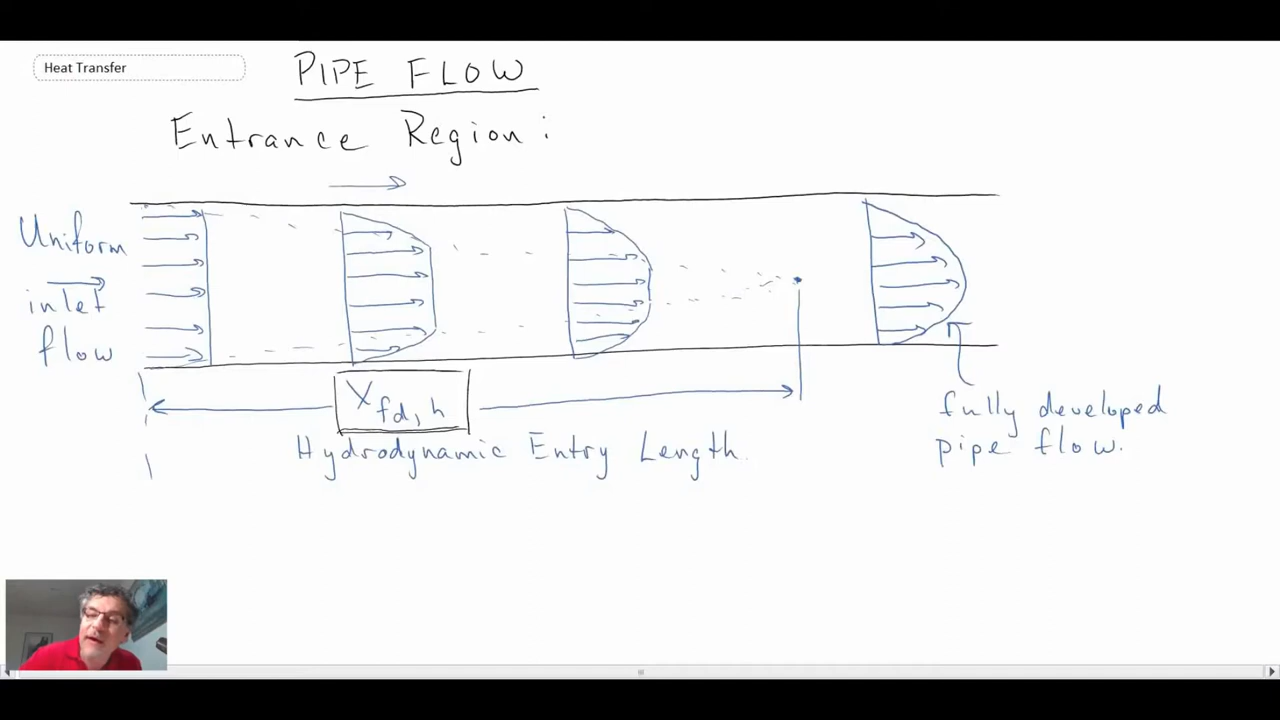 Heat Transfer
PIPE FLOW
Entrance Region:
Uniform
inlet
flow
X fd, h
Hydrodynamic Entry Length
fully developed
pipe flow.